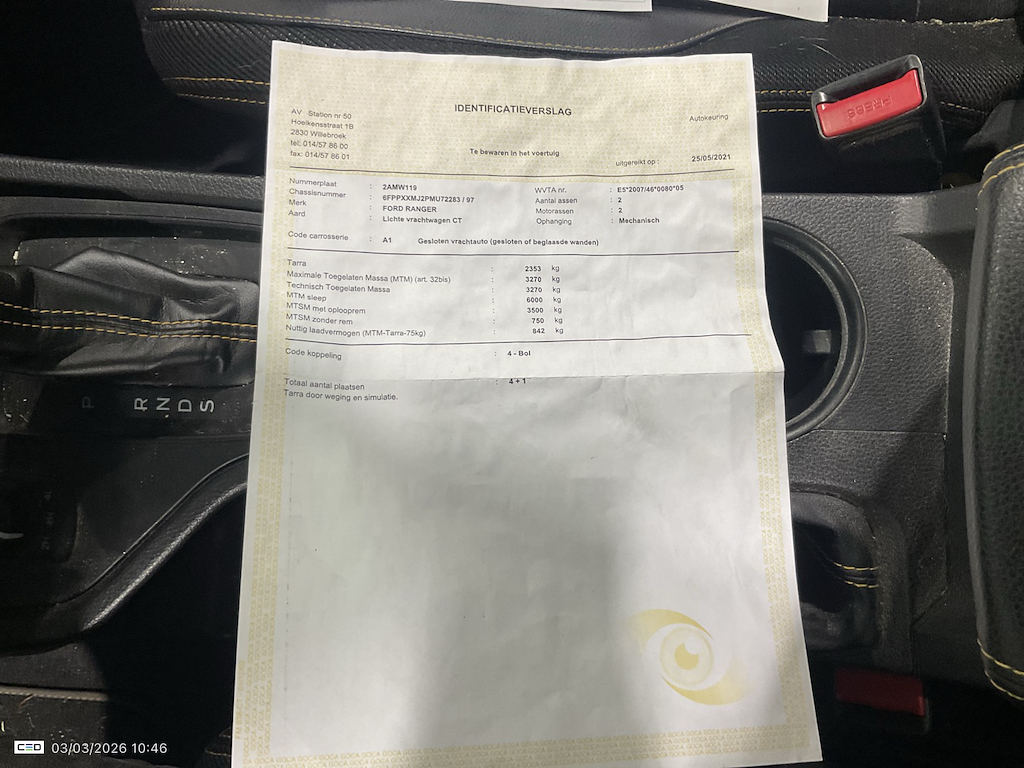 IDENTIFICATIEVERSLAG
Autokeuring
AV Station nr 50
Hoeikensstraat 1B
2830 Willebroek
tel: 014/57 86 00
fax: 014/57 86 01
Te bewaren in het voertuig
uitgereikt op : 25/05/2021
Nummerplaat : 2AMW119 WVTA nr. : E5*2007/46*0080*05
Chassisnummer : 6FPPXXMJ2PMU72283 / 97 Aantal assen : 2
Merk : FORD RANGER Motorassen : 2
Aard : Lichte vrachtwagen CT Ophanging : Mechanisch
Code carrosserie : A1 Gesloten vrachtauto (gesloten of beglaasde wanden)
Tarra : 2353 kg
Maximale Toegelaten Massa (MTM) (art. 32bis) : 3270 kg
Technisch Toegelaten Massa : 3270 kg
MTM sleep : 6000 kg
MTSM met oplooprem : 3500 kg
MTSM zonder rem : 750 kg
Nuttig laadvermogen (MTM-Tarra-75kg) : 842 kg
Code koppeling : 4 - Bol
Totaal aantal plaatsen : 4 + 1
Tarra door weging en simulatie.
PRESS
P R N D S
CED 03/03/2026 10:46